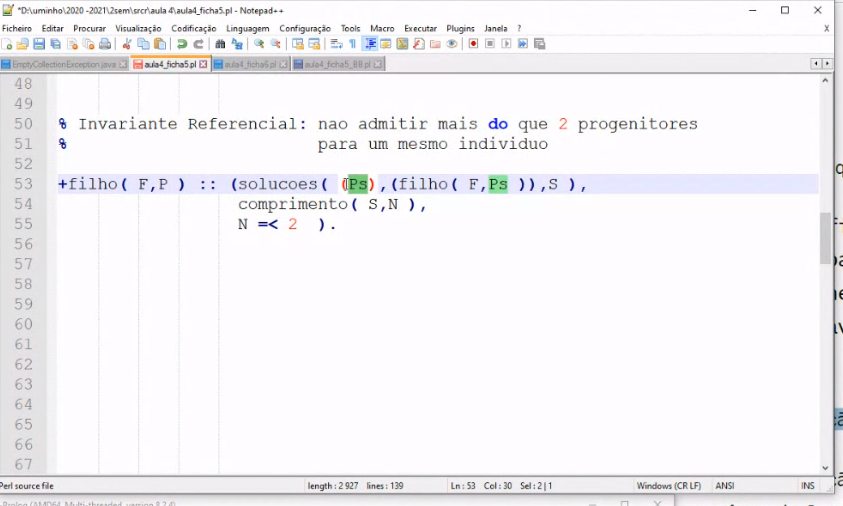 *D:\uminho\2020 -2021\2sem\srcr\aula 4\aula4_ficha5.pl - Notepad++
Ficheiro Editar Procurar Visualização Codificação Linguagem Configuração Tools Macro Executar Plugins Janela ? X
EmptyCollectionException.java aula4_ficha5.pl aula4_ficha6.pl aula4_ficha5_BB.pl
48
49
50 % Invariante Referencial: nao admitir mais do que 2 progenitores
51 % para um mesmo individuo
52
53 +filho( F,P ) :: (solucoes( (Ps),(filho( F,Ps )),S ),
54 comprimento( S,N ),
55 N =< 2 ).
56
57
58
59
60
61
62
63
64
65
66
67
Perl source file length : 2 927 lines : 139 Ln : 53 Col : 30 Sel : 2 | 1 Windows (CR LF) ANSI INS